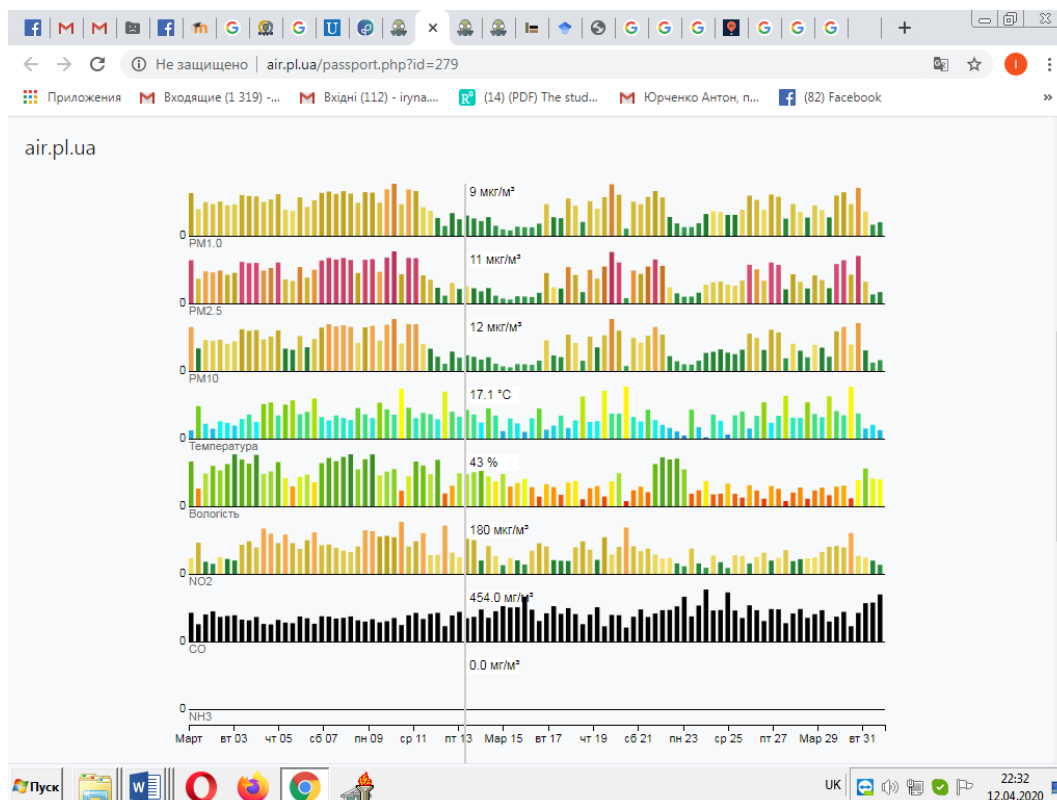 Не защищено | air.pl.ua/passport.php?id=279
Приложения
Входящие (1 319) -...
Вхідні (112) - iryna....
(14) (PDF) The stud...
Юрченко Антон, п...
(82) Facebook
»
air.pl.ua
9 мкг/м³
0
PM1.0
11 мкг/м³
0
PM2.5
12 мкг/м³
0
PM10
17.1 °C
0
Температура
43 %
0
Вологість
180 мкг/м³
0
NO2
454.0 мг/м³
0
CO
0.0 мг/м³
0
NH3
Март вт 03 чт 05 сб 07 пн 09 ср 11 пт 13 Мар 15 вт 17 чт 19 сб 21 пн 23 ср 25 пт 27 Мар 29 вт 31
Пуск
UK
22:32
12.04.2020